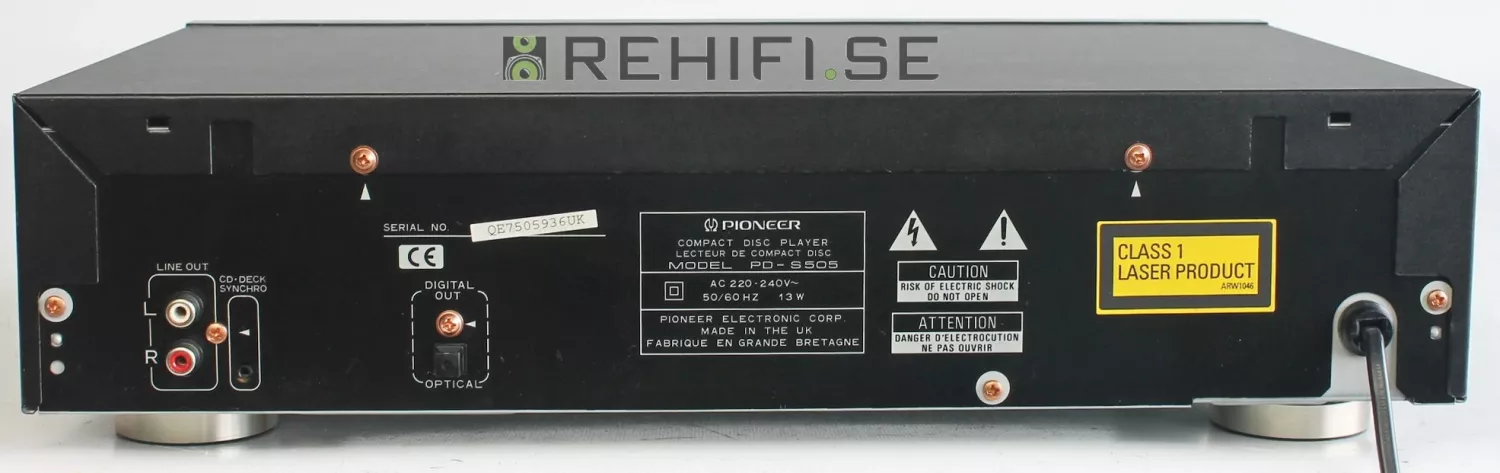 REHIFI.SE
SERIAL NO. QE7505936UK
CE
LINE OUT
L
R
CD•DECK
SYNCHRO
DIGITAL
OUT
OPTICAL
PIONEER
COMPACT DISC PLAYER
LECTEUR DE COMPACT DISC
MODEL PD-S505
AC 220-240V~
50/60 HZ 13 W
PIONEER ELECTRONIC CORP.
MADE IN THE UK
FABRIQUE EN GRANDE BRETAGNE
CAUTION
RISK OF ELECTRIC SHOCK
DO NOT OPEN
ATTENTION
DANGER D'ELECTROCUTION
NE PAS OUVRIR
CLASS 1
LASER PRODUCT
ARW1046